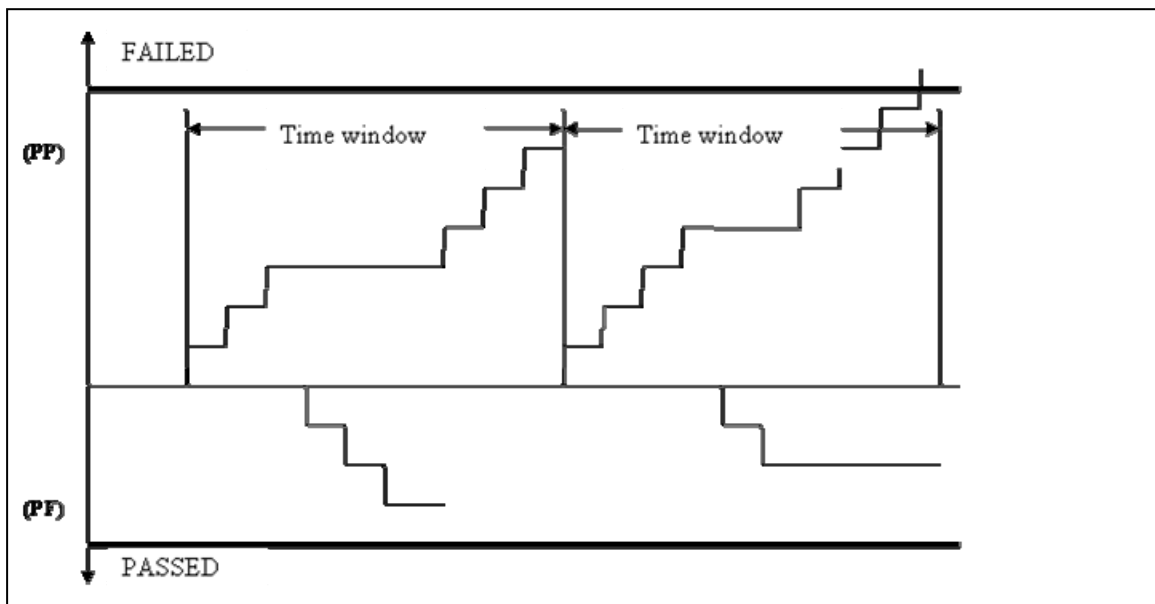 FAILED
Time window Time window
(PP)
(PF)
PASSED